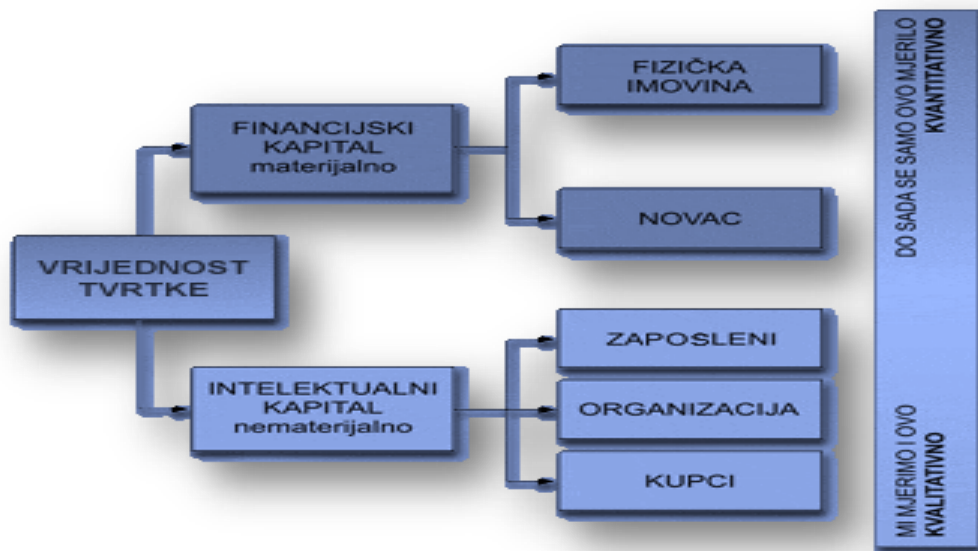 VRIJEDNOST
TVRTKE
FINANCIJSKI
KAPITAL
materijalno
FIZIČKA
IMOVINA
NOVAC
INTELEKTUALNI
KAPITAL
nematerijalno
ZAPOSLENI
ORGANIZACIJA
KUPCI
DO SADA SE SAMO OVO MJERILO
KVANTITATIVNO
MI MJERIMO I OVO
KVALITATIVNO